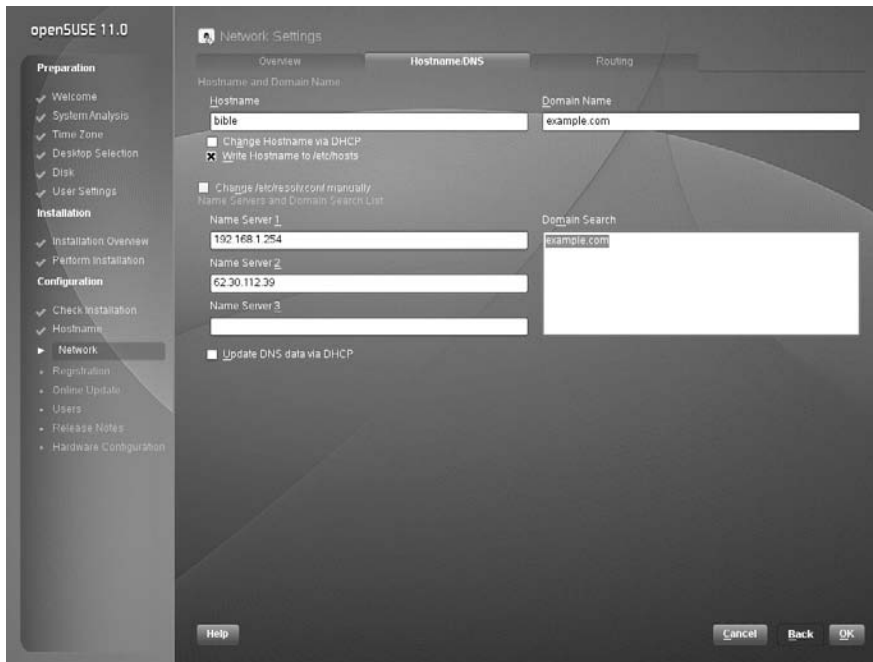 openSUSE 11.0
Preparation
Welcome
System Analysis
Time Zone
Desktop Selection
Disk
User Settings
Installation
Installation Overview
Perform Installation
Configuration
Check Installation
Hostname
Network
Registration
Online Update
Users
Release Notes
Hardware Configuration
Network Settings
Overview
Hostname/DNS
Routing
Hostname and Domain Name
Hostname
Domain Name
bible
example.com
Change Hostname via DHCP
Write Hostname to /etc/hosts
Change /etc/resolv.conf manually
Name Servers and Domain Search List
Name Server 1
Domain Search
192.168.1.254
example.com
Name Server 2
62.30.112.39
Name Server 3
Update DNS data via DHCP
Help
Cancel
Back
OK